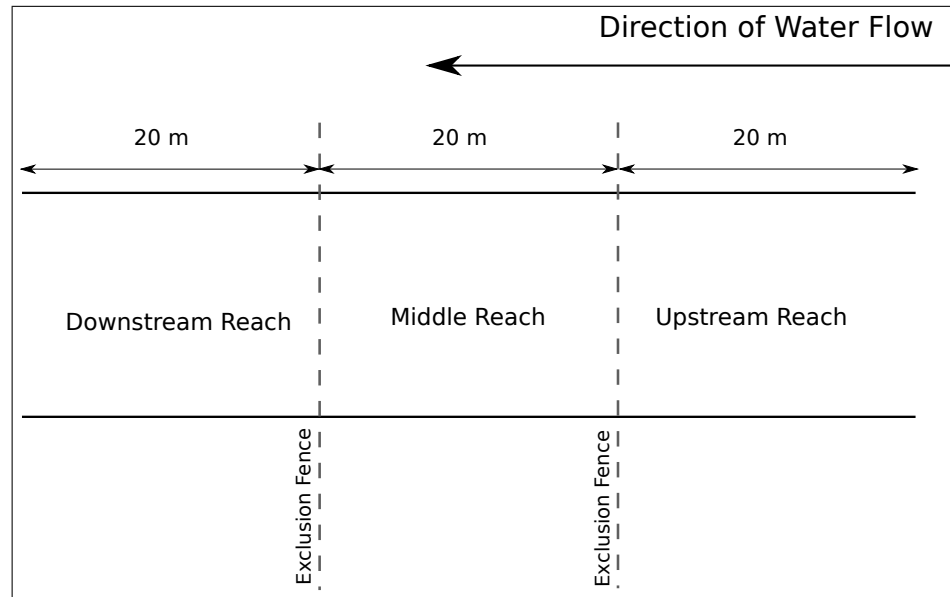 Direction of Water Flow
20 m
20 m
20 m
Downstream Reach
Middle Reach
Upstream Reach
Exclusion Fence
Exclusion Fence